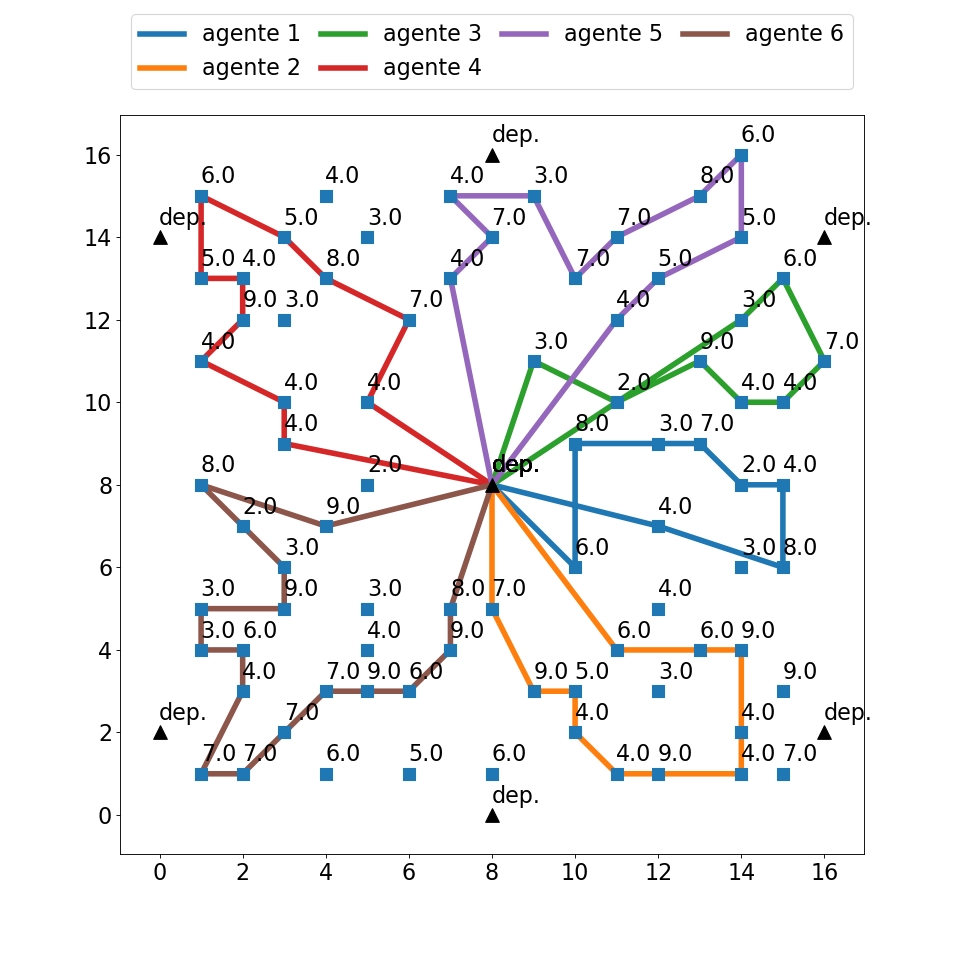 agente 1 agente 3 agente 5 agente 6
agente 2 agente 4
6.0
dep.
16
6.0 4.0 4.0 3.0 8.0
dep. 5.0 3.0 7.0 7.0 5.0 dep.
14
5.0 4.0 8.0 4.0 7.0 5.0 6.0
9.0 3.0 7.0 4.0 3.0
12
4.0 3.0 9.0 7.0
4.0 4.0 2.0 4.0 4.0
10
4.0 8.0 3.0 7.0
8.0 2.0 dep. 2.0 4.0
8
2.0 9.0 4.0
3.0 6.0 3.0 8.0
6
3.0 9.0 3.0 8.0 7.0 4.0
3.0 6.0 4.0 9.0 6.0 6.0 9.0
4
4.0 7.0 9.0 6.0 9.0 5.0 3.0 9.0
dep. 7.0 4.0 4.0 dep.
2
7.0 7.0 6.0 5.0 6.0 4.0 9.0 4.0 7.0
dep.
0
0 2 4 6 8 10 12 14 16